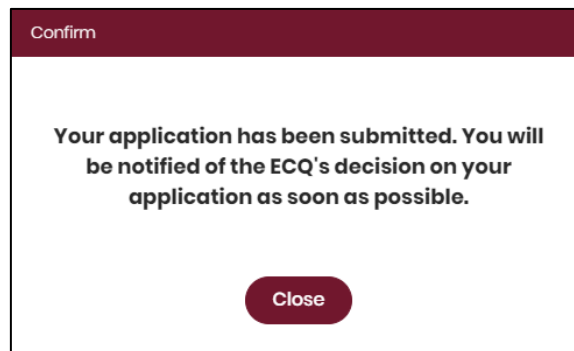 Confirm
Your application has been submitted. You will
be notified of the ECQ's decision on your
application as soon as possible.
Close